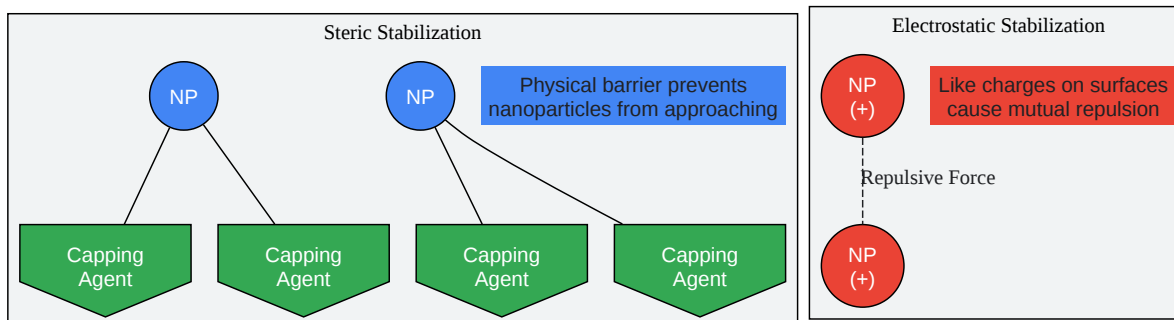 Steric Stabilization
NP
NP
Physical barrier prevents
nanoparticles from approaching
Capping
Agent
Capping
Agent
Capping
Agent
Capping
Agent
Electrostatic Stabilization
NP
(+)
Like charges on surfaces
cause mutual repulsion
Repulsive Force
NP
(+)